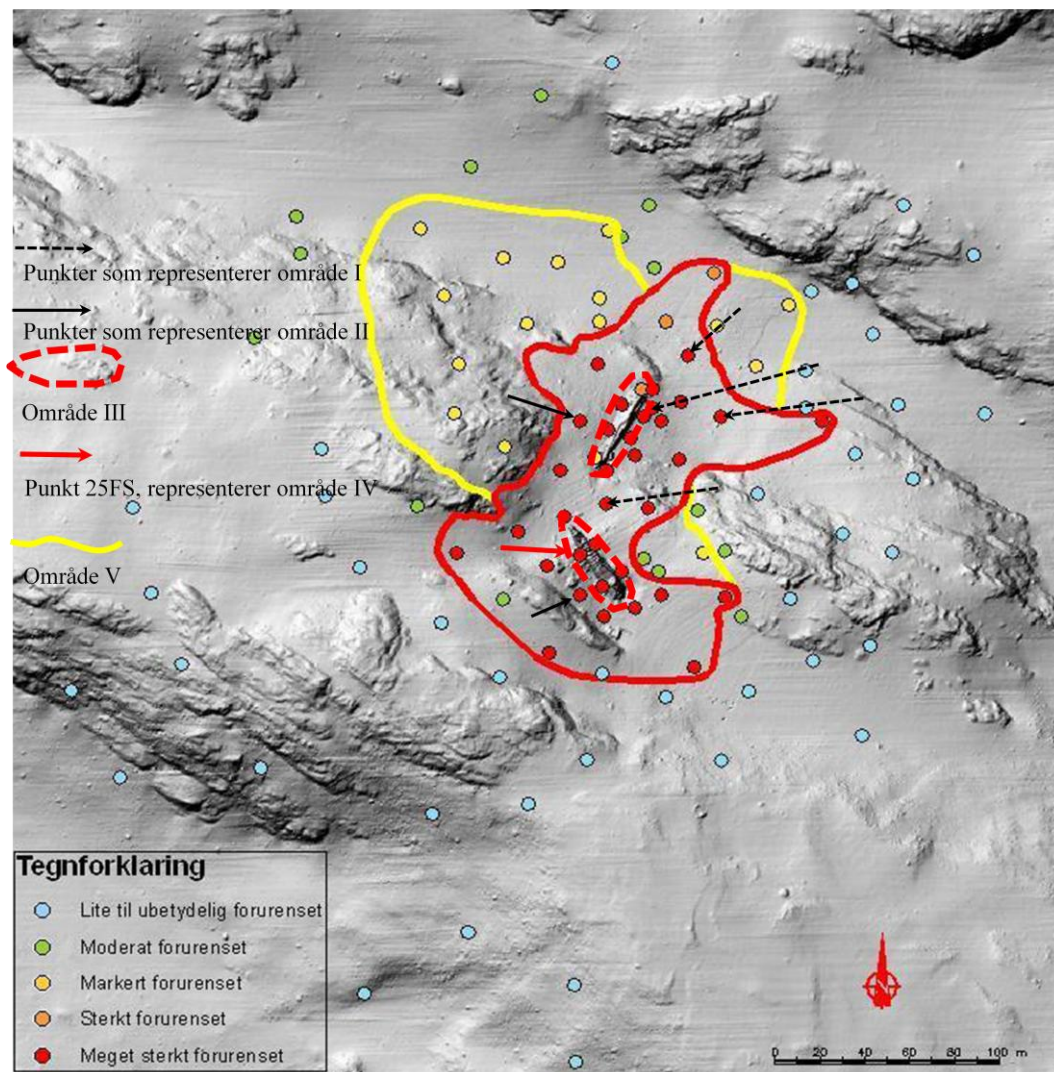 Punkter som representerer område I
Punkter som representerer område II
Område III
Punkt 25FS, representerer område IV
Område V
Tegnforklaring
Lite til ubetydelig forurenset
Moderat forurenset
Markert forurenset
Sterkt forurenset
Meget sterkt forurenset
N
0 20 40 60 80 100 m